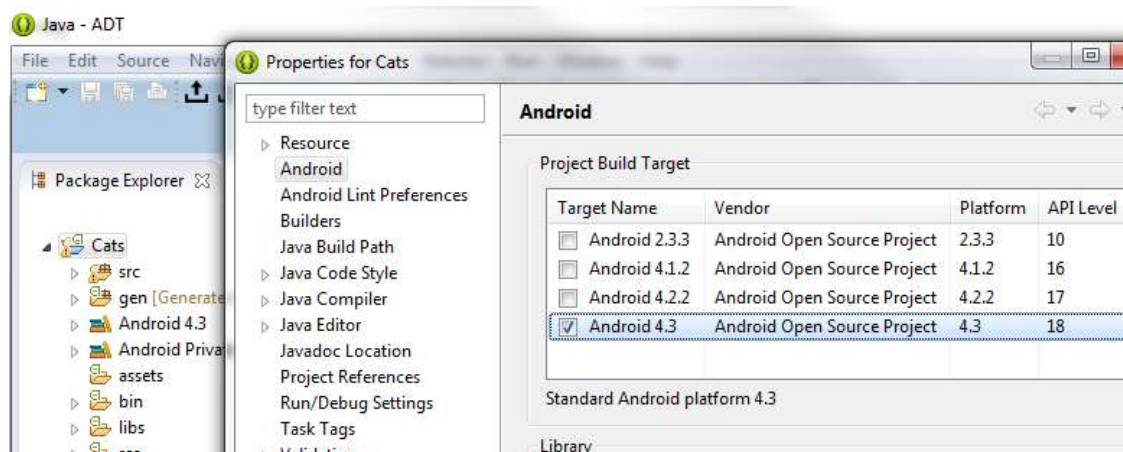 Java - ADT
File Edit Source Navi
Properties for Cats
type filter text
Resource
Android
Android Lint Preferences
Builders
Java Build Path
Java Code Style
Java Compiler
Java Editor
Javadoc Location
Project References
Run/Debug Settings
Task Tags
Package Explorer
Cats
src
gen [Generate
Android 4.3
Android Priva
assets
bin
libs
Android
Project Build Target
Target Name Vendor Platform API Level
Android 2.3.3 Android Open Source Project 2.3.3 10
Android 4.1.2 Android Open Source Project 4.1.2 16
Android 4.2.2 Android Open Source Project 4.2.2 17
Android 4.3 Android Open Source Project 4.3 18
Standard Android platform 4.3
Library